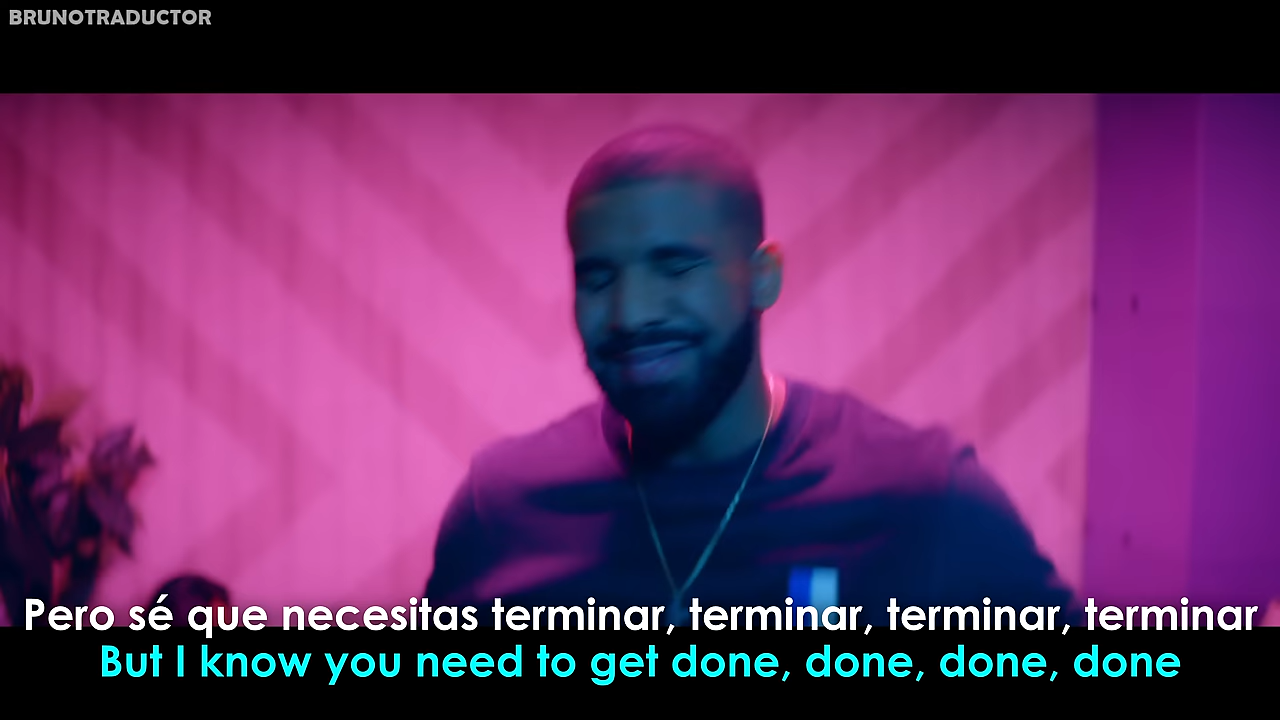 BRUNOTRADUCTOR
Pero sé que necesitas terminar, terminar, terminar, terminar
But I know you need to get done, done, done, done